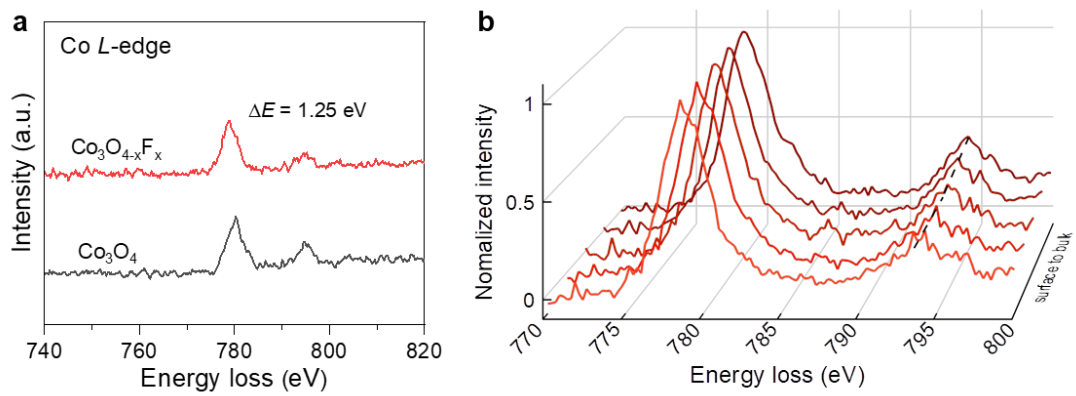 a
Co L-edge
ΔE = 1.25 eV
Co₃O₄₋ₓFₓ
Co₃O₄
Intensity (a.u.)
740 760 780 800 820
Energy loss (eV)
b
Nomalized intensity
1
0.5
0
770 775 780 785 790 795 800
Energy loss (eV)
surface to bulk